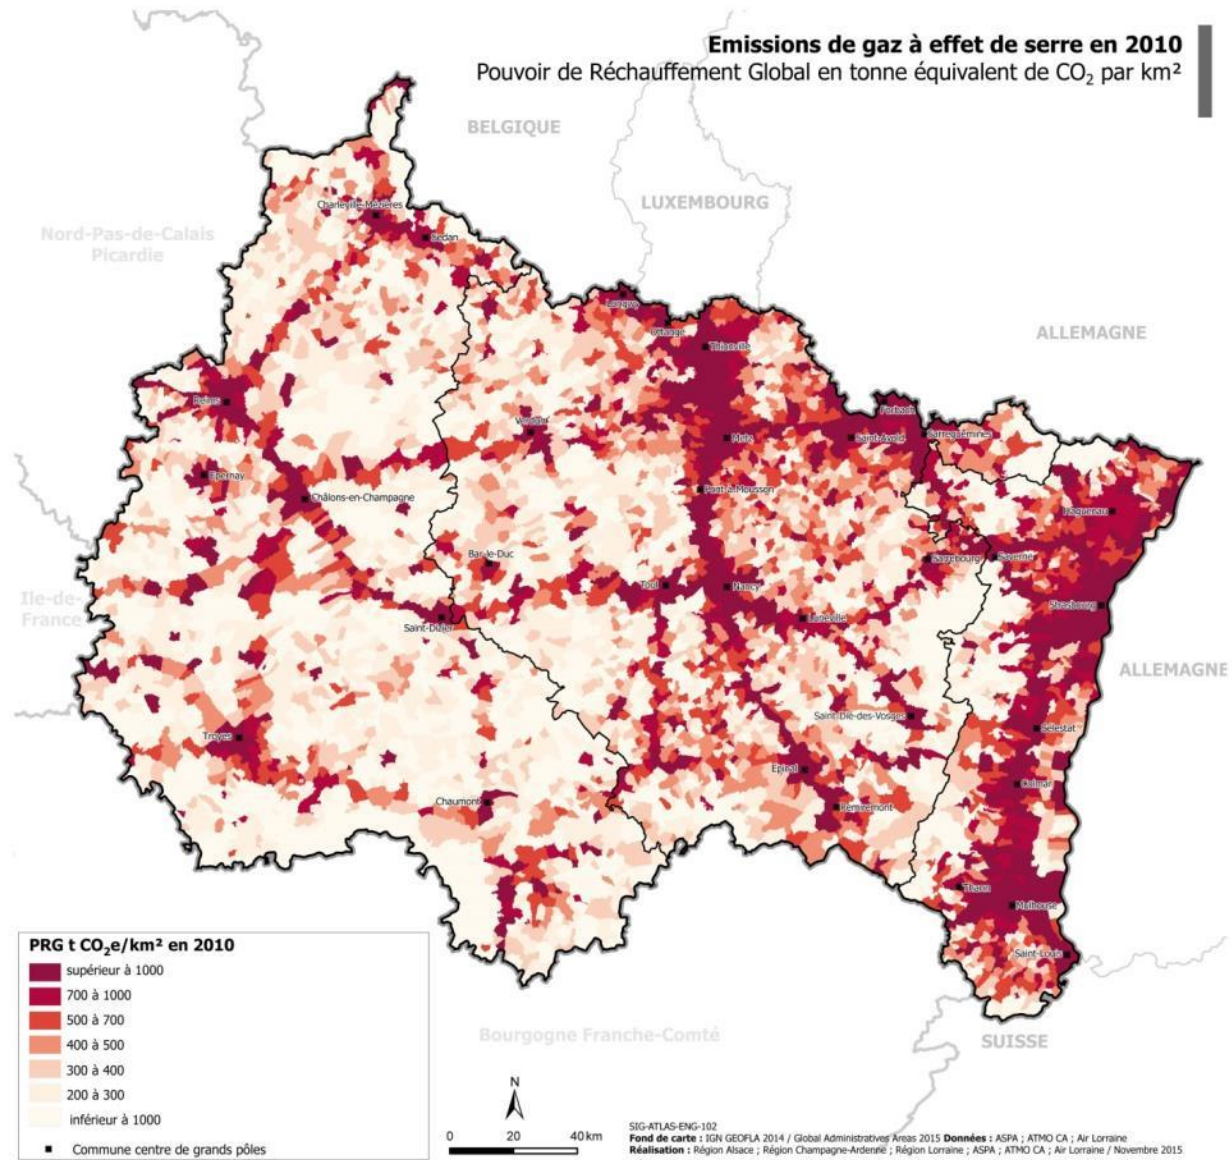 Emissions de gaz à effet de serre en 2010
Pouvoir de Réchauffement Global en tonne équivalent de CO₂ par km²
BELGIQUE
LUXEMBOURG
Nord-Pas-de-Calais
Picardie
ALLEMAGNE
Charleville-Mézières
Sedan
Longwy
Ottange
Thionville
Reims
Forbach
Verdun
Metz
Saint-Avold
Sarreguemines
Epernay
Châlons-en-Champagne
Pont-à-Mousson
Haguenau
Bar-le-Duc
Sarrebourg
Saverne
Ile-de-
France
Toul
Nancy
Strasbourg
Saint-Dizier
Lunéville
ALLEMAGNE
Saint-Dié-des-Vosges
Sélestat
Troyes
Epinal
Colmar
Chaumont
Remiremont
Thann
Mulhouse
Saint-Louis
PRG t CO₂e/km² en 2010
supérieur à 1000
700 à 1000
500 à 700
400 à 500
300 à 400
200 à 300
inférieur à 1000
Commune centre de grands pôles
Bourgogne Franche-Comté
SUISSE
N
0 20 40 km
SIG-ATLAS-ENG-102
Fond de carte : IGN GEOFLA 2014 / Global Administratives Areas 2015 Données : ASPA ; ATMO CA ; Air Lorraine
Réalisation : Région Alsace ; Région Champagne-Ardenne ; Région Lorraine ; ASPA ; ATMO CA ; Air Lorraine / Novembre 2015